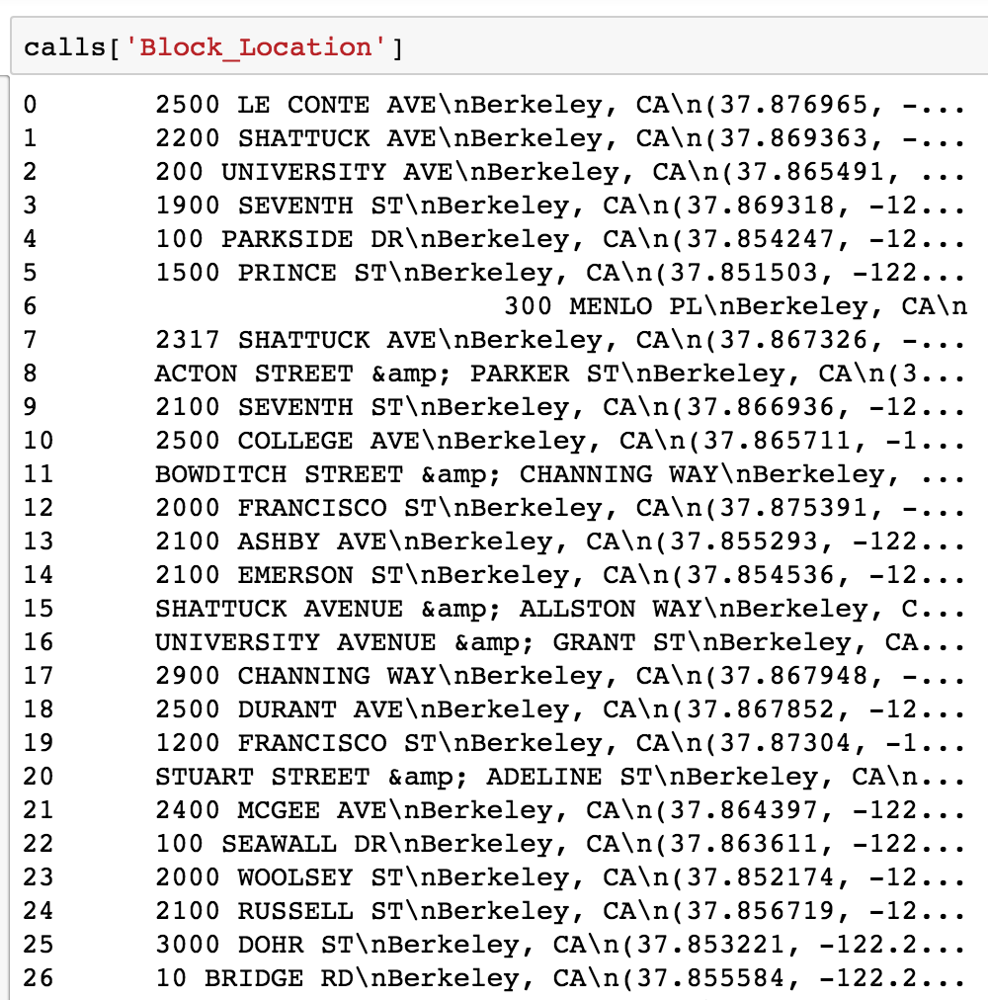 calls['Block_Location']
0 2500 LE CONTE AVE\nBerkeley, CA\n(37.876965, -...
1 2200 SHATTUCK AVE\nBerkeley, CA\n(37.869363, -...
2 200 UNIVERSITY AVE\nBerkeley, CA\n(37.865491, ...
3 1900 SEVENTH ST\nBerkeley, CA\n(37.869318, -12...
4 100 PARKSIDE DR\nBerkeley, CA\n(37.854247, -12...
5 1500 PRINCE ST\nBerkeley, CA\n(37.851503, -122...
6 300 MENLO PL\nBerkeley, CA\n
7 2317 SHATTUCK AVE\nBerkeley, CA\n(37.867326, -...
8 ACTON STREET &amp; PARKER ST\nBerkeley, CA\n(3...
9 2100 SEVENTH ST\nBerkeley, CA\n(37.866936, -12...
10 2500 COLLEGE AVE\nBerkeley, CA\n(37.865711, -1...
11 BOWDITCH STREET &amp; CHANNING WAY\nBerkeley, ...
12 2000 FRANCISCO ST\nBerkeley, CA\n(37.875391, -...
13 2100 ASHBY AVE\nBerkeley, CA\n(37.855293, -122...
14 2100 EMERSON ST\nBerkeley, CA\n(37.854536, -12...
15 SHATTUCK AVENUE &amp; ALLSTON WAY\nBerkeley, C...
16 UNIVERSITY AVENUE &amp; GRANT ST\nBerkeley, CA...
17 2900 CHANNING WAY\nBerkeley, CA\n(37.867948, -...
18 2500 DURANT AVE\nBerkeley, CA\n(37.867852, -12...
19 1200 FRANCISCO ST\nBerkeley, CA\n(37.87304, -1...
20 STUART STREET &amp; ADELINE ST\nBerkeley, CA\n...
21 2400 MCGEE AVE\nBerkeley, CA\n(37.864397, -122...
22 100 SEAWALL DR\nBerkeley, CA\n(37.863611, -122...
23 2000 WOOLSEY ST\nBerkeley, CA\n(37.852174, -12...
24 2100 RUSSELL ST\nBerkeley, CA\n(37.856719, -12...
25 3000 DOHR ST\nBerkeley, CA\n(37.853221, -122.2...
26 10 BRIDGE RD\nBerkeley, CA\n(37.855584, -122.2...